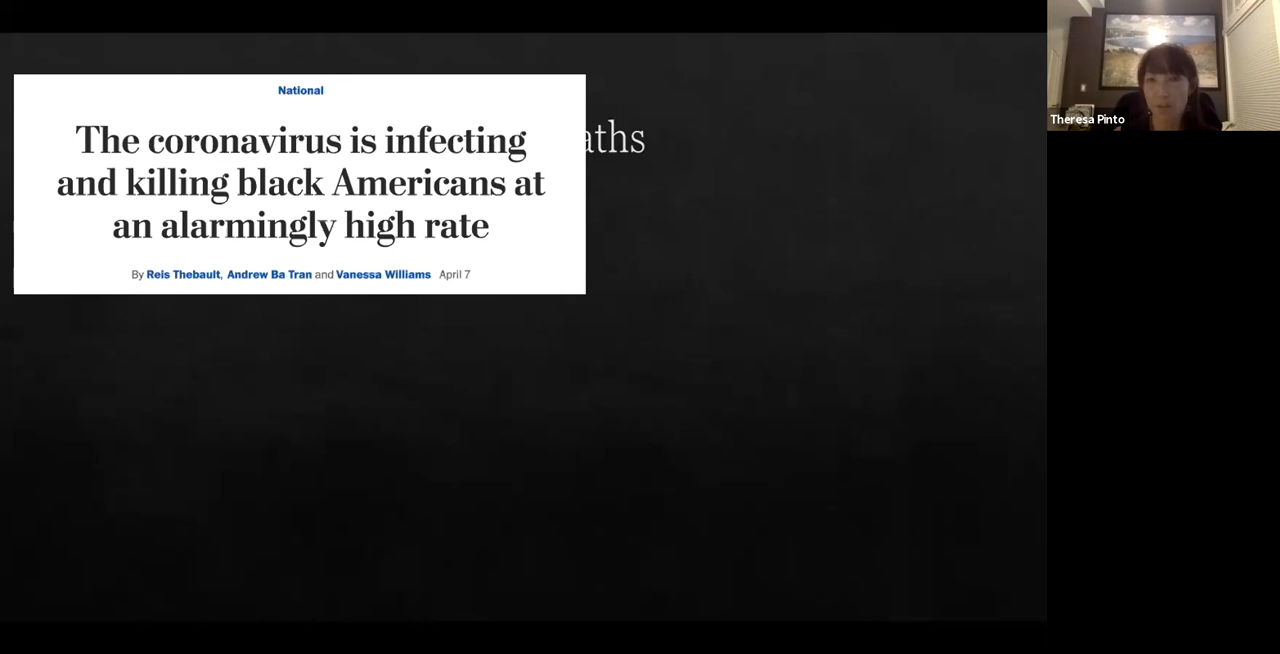 National
The coronavirus is infecting
and killing black Americans at
an alarmingly high rate
By Reis Thebault, Andrew Ba Tran and Vanessa Williams April 7
Theresa Pinto